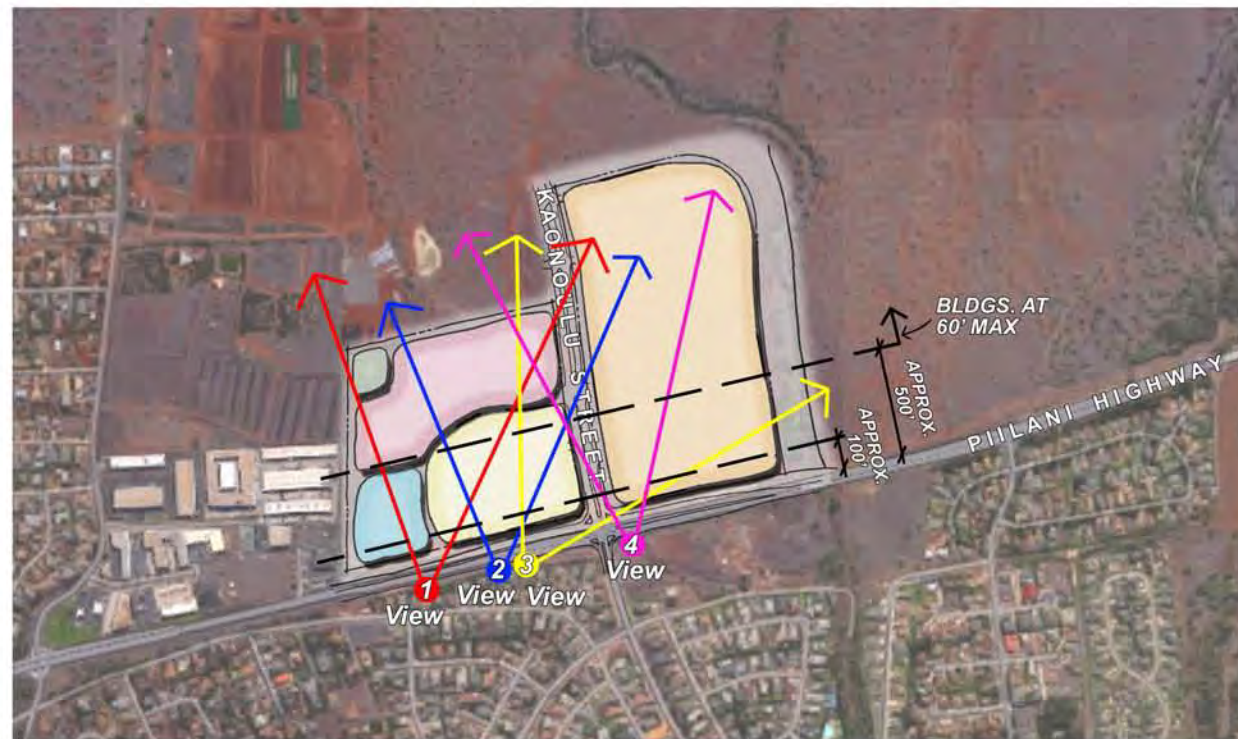 KAONOULU STREET
BLDGS. AT
60' MAX
APPROX.
500'
APPROX.
100'
PIILANI HIGHWAY
1
View
2
View
3
View
4
View